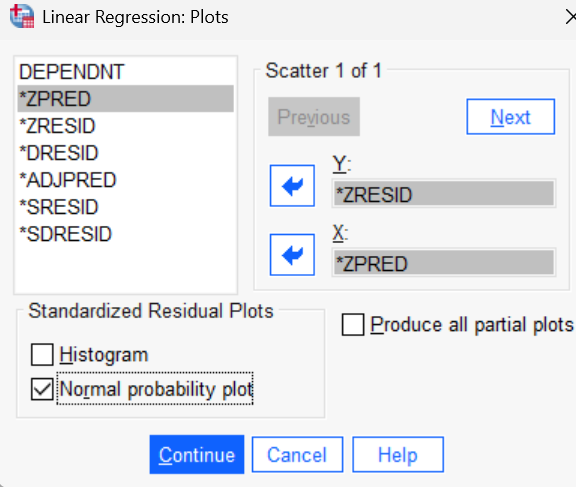 Linear Regression: Plots
DEPENDNT
*ZPRED
*ZRESID
*DRESID
*ADJPRED
*SRESID
*SDRESID
Scatter 1 of 1
Previous
Next
Y:
*ZRESID
X:
*ZPRED
Standardized Residual Plots
Histogram
Normal probability plot
Produce all partial plots
Continue
Cancel
Help